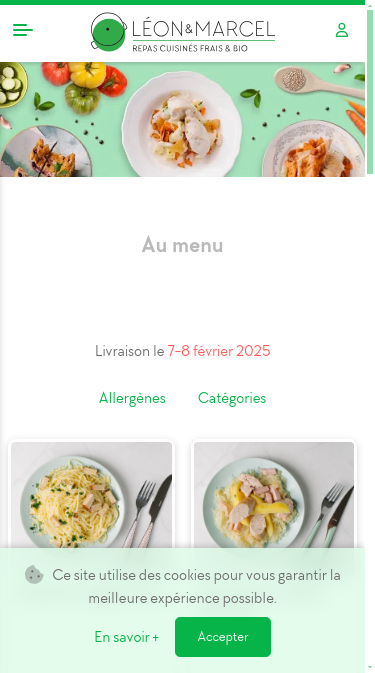 LÉON&MARCEL
REPAS CUISINÉS FRAIS & BIO
Au menu
Livraison le 7-8 février 2025
Allergènes
Catégories
Ce site utilise des cookies pour vous garantir la
meilleure expérience possible.
En savoir +
Accepter